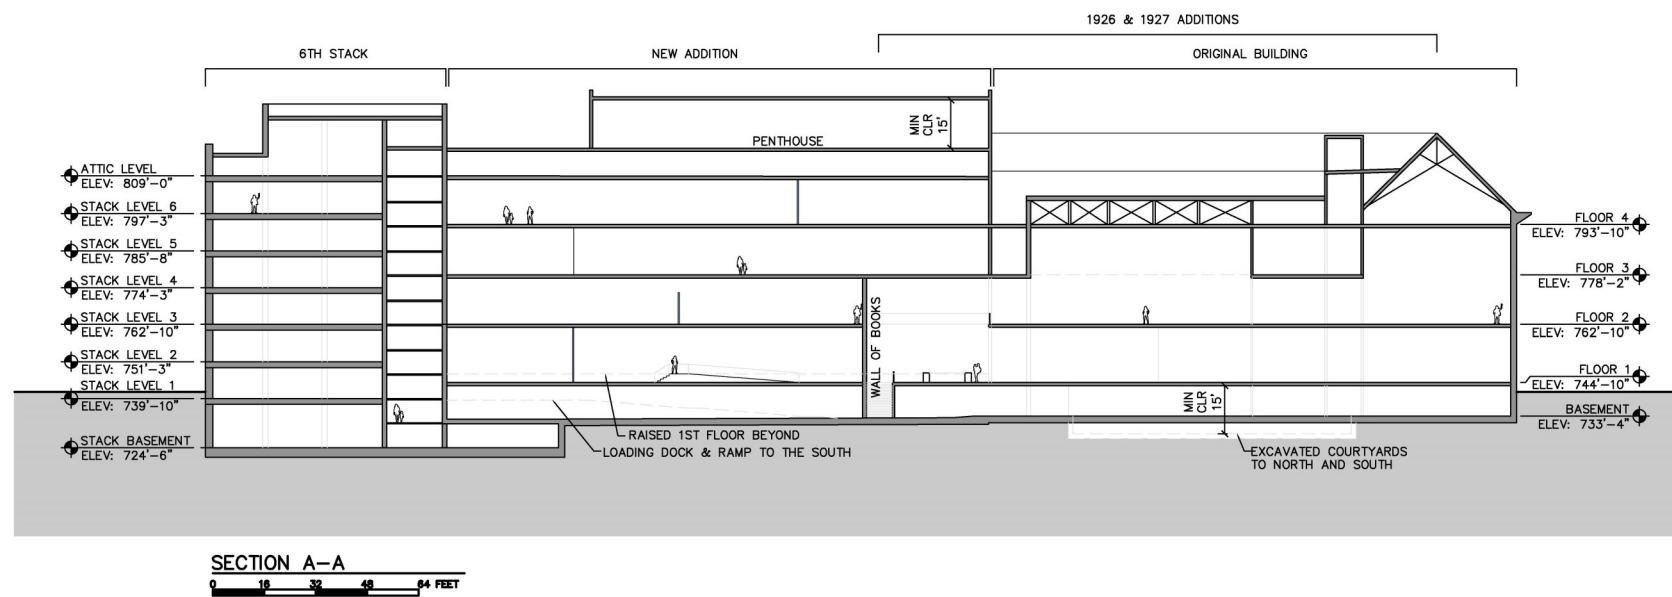 1926 & 1927 ADDITIONS
6TH STACK
NEW ADDITION
ORIGINAL BUILDING
MIN
CLR
15'
PENTHOUSE
ATTIC LEVEL
ELEV: 809'-0"
STACK LEVEL 6
ELEV: 797'-3"
STACK LEVEL 5
ELEV: 785'-8"
STACK LEVEL 4
ELEV: 774'-3"
STACK LEVEL 3
ELEV: 762'-10"
STACK LEVEL 2
ELEV: 751'-3"
STACK LEVEL 1
ELEV: 739'-10"
STACK BASEMENT
ELEV: 724'-6"
WALL OF BOOKS
FLOOR 4
ELEV: 793'-10"
FLOOR 3
ELEV: 778'-2"
FLOOR 2
ELEV: 762'-10"
FLOOR 1
ELEV: 744'-10"
BASEMENT
ELEV: 733'-4"
MIN
CLR
15'
RAISED 1ST FLOOR BEYOND
LOADING DOCK & RAMP TO THE SOUTH
EXCAVATED COURTYARDS
TO NORTH AND SOUTH
SECTION A-A
0 16 32 48 64 FEET